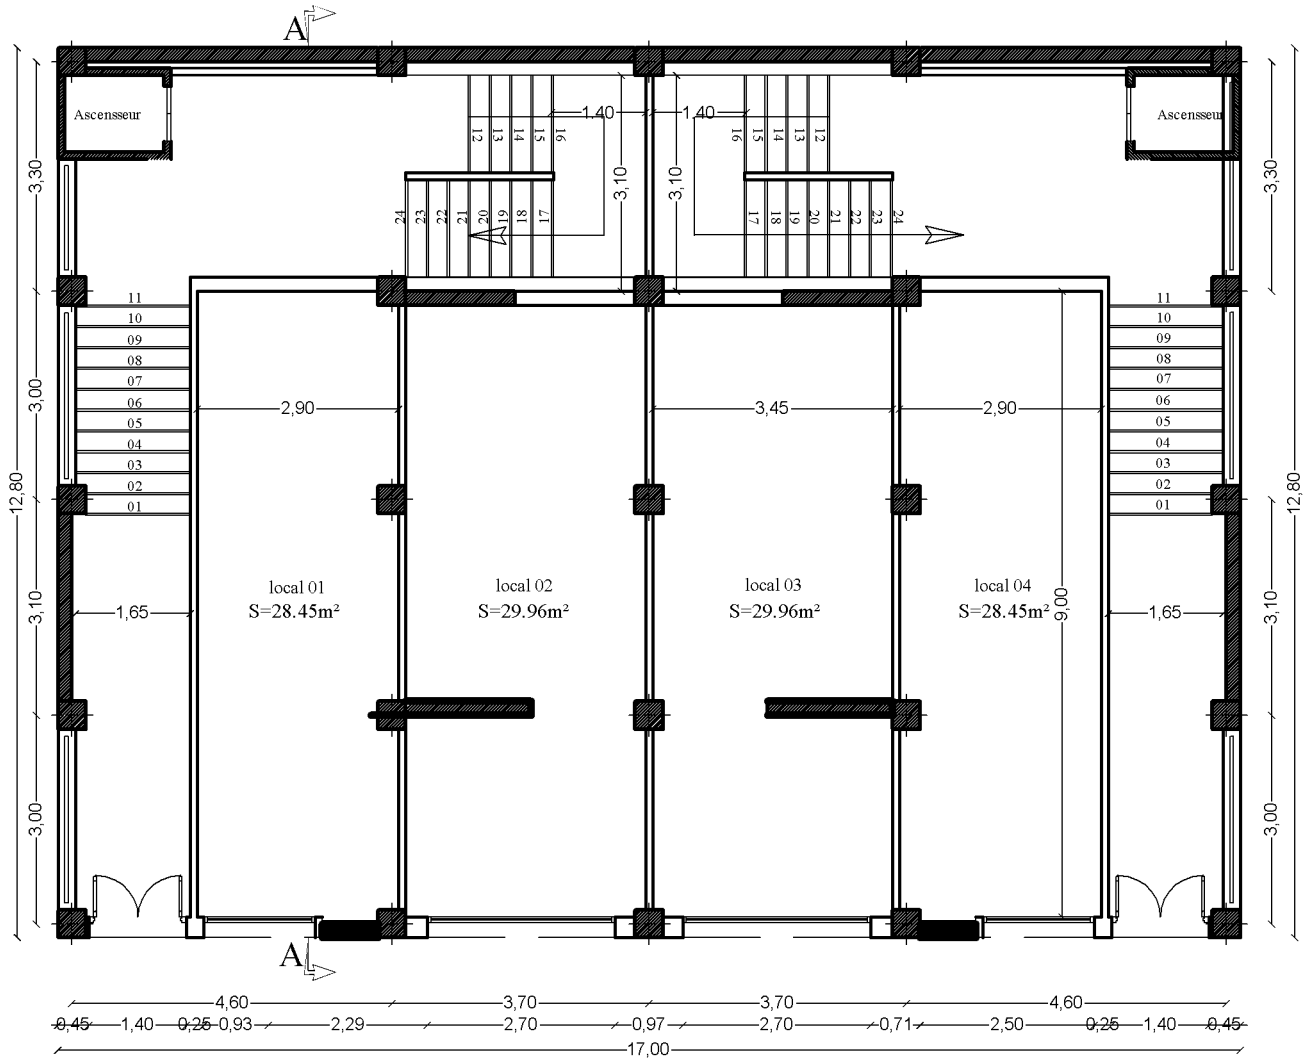 A
Ascensseur
Ascensseur
1.40
1.40
12 13 14 15 16
16 15 14 13 12
3,30
3,10
3,10
3,30
24 23 22 21 20 19 18 17
17 18 19 20 21 22 23 24
11
10
09
08
07
06
05
04
03
02
01
11
10
09
08
07
06
05
04
03
02
01
3,00
2,90
3,45
2,90
12,80
12,80
local 01
S=28.45m²
local 02
S=29.96m²
local 03
S=29.96m²
local 04
S=28.45m²
9,00
3,10
1,65
1,65
3,10
3,00
3,00
A
4,60 3,70 3,70 4,60
0,45 1,40 0,25 0,93 2,29 2,70 0,97 2,70 0,71 2,50 0,25 1,40 0,45
17,00